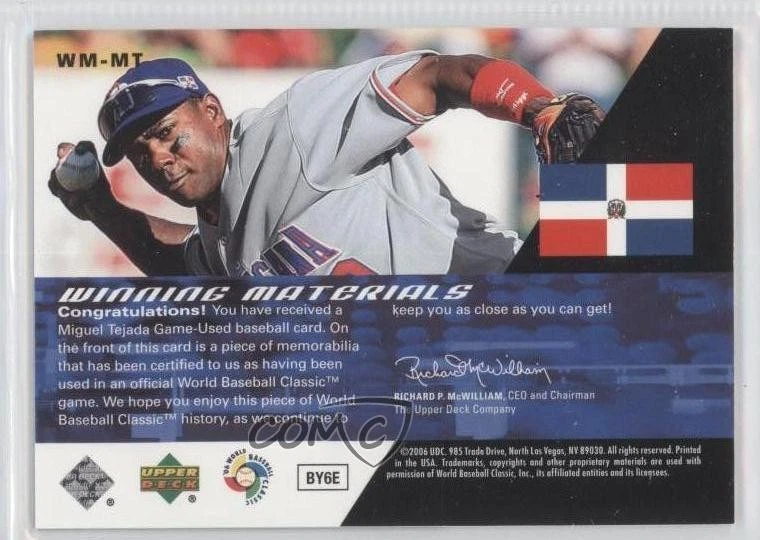 WM-MT
WINNING MATERIALS
Congratulations! You have received a
Miguel Tejada Game-Used baseball card. On
the front of this card is a piece of memorabilia
that has been certified to us as having been
used in an official World Baseball Classic™
game. We hope you enjoy this piece of World
Baseball Classic™ history, as we continue to
keep you as close as you can get!
Richard P. McWilliam
RICHARD P. McWILLIAM, CEO and Chairman
The Upper Deck Company
COMC
UPPER
DECK
®
'06 WORLD BASEBALL CLASSIC
BY6E
©2006 UDC. 985 Trade Drive, North Las Vegas, NV 89030. All rights reserved. Printed
in the USA. Trademarks, copyrights and other proprietary materials are used with
permission of World Baseball Classic, Inc., its affiliated entities and its licensees.